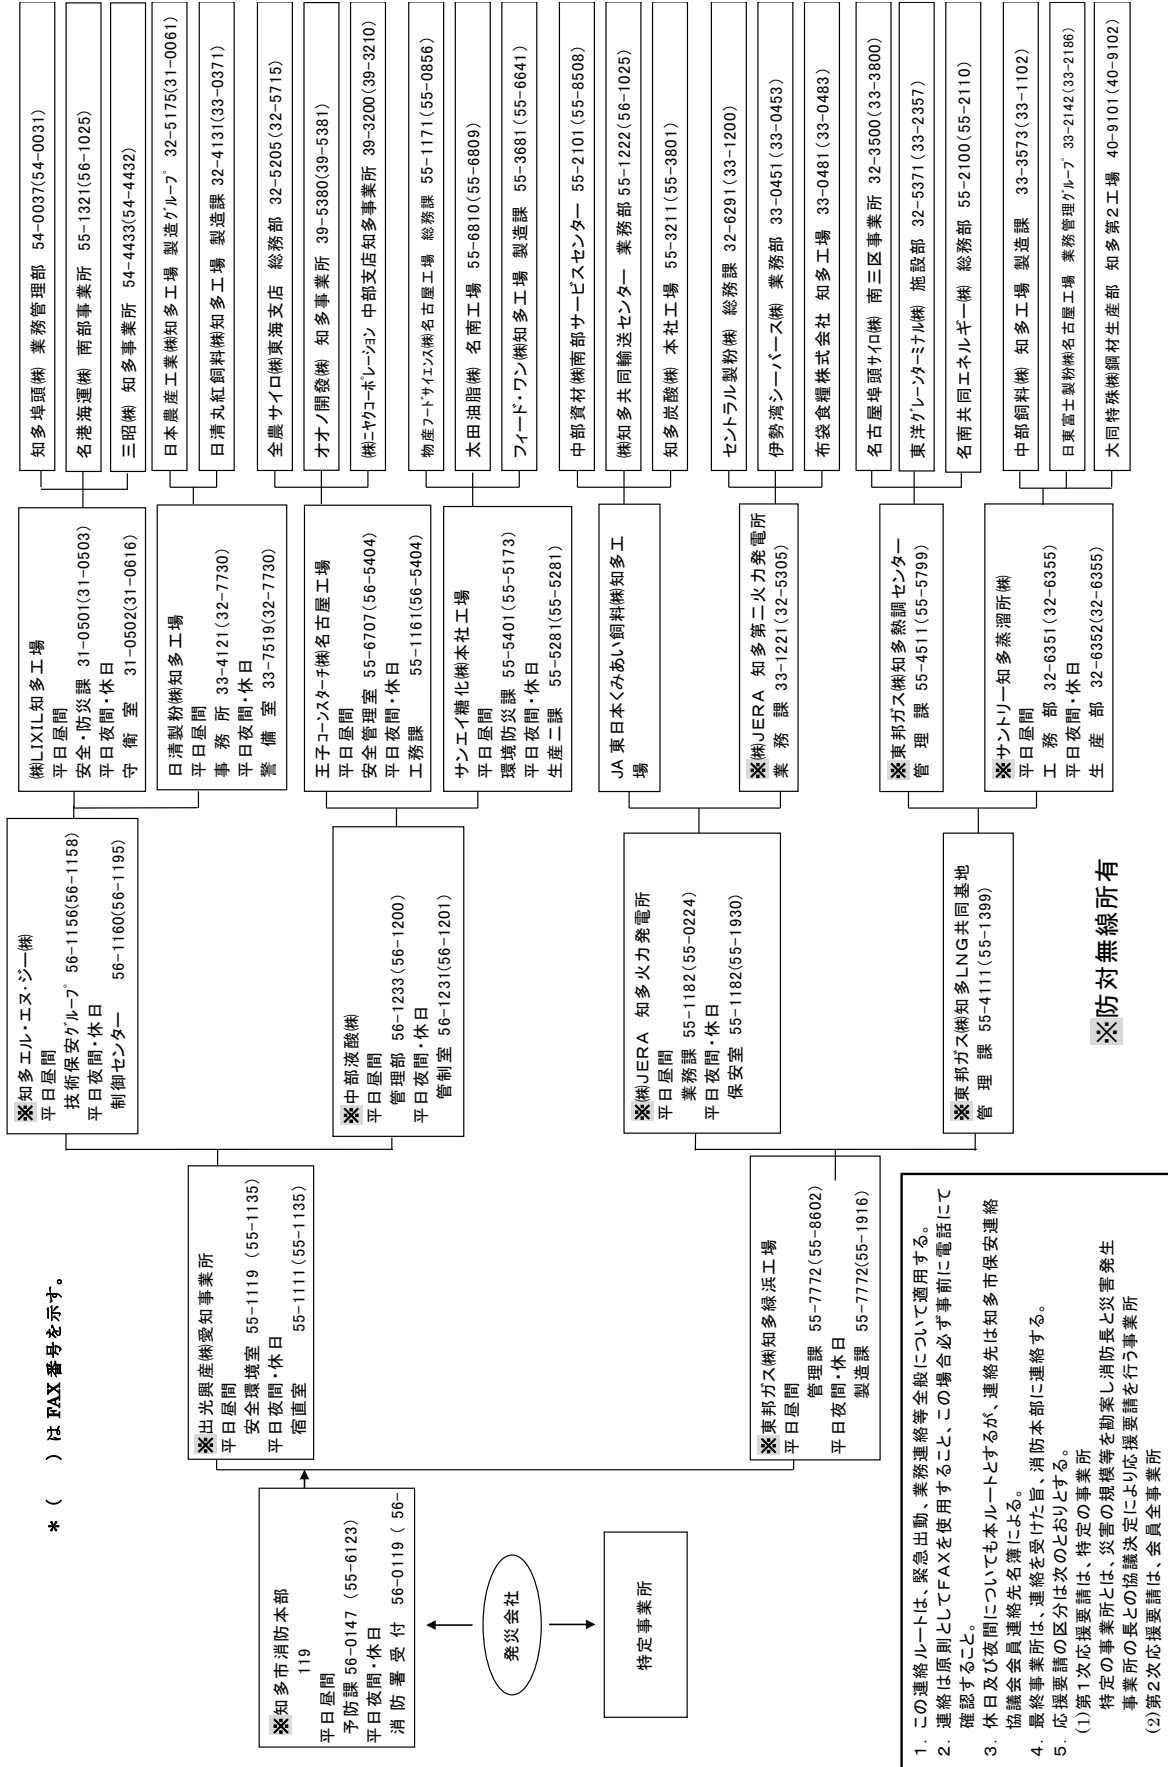 *（　　）は FAX 番号を示す。
※知多市消防本部
119
平日昼間
予防課 56-0147 (55-6123)
平日夜間・休日
消防署受付 56-0119 ( 56-
発災会社
特定事業所
※出光興産㈱愛知事業所
平日昼間
安全環境室 55-1119 (55-1135)
平日夜間・休日
宿直室 55-1111(55-1135)
※東邦ガス㈱知多緑浜工場
平日昼間
管理課 55-7772(55-8602)
平日夜間・休日
製造課 55-7772(55-1916)
※知多エル・エヌ・ジー㈱
平日昼間
技術保安グループ 56-1156(56-1158)
平日夜間・休日
制御センター 56-1160(56-1195)
※中部液酸㈱
平日昼間
管理部 56-1233(56-1200)
平日夜間・休日
管制室 56-1231(56-1201)
※㈱JERA 知多火力発電所
平日昼間
業務課 55-1182(55-0224)
平日夜間・休日
保安室 55-1182(55-1930)
※東邦ガス㈱知多LNG共同基地
管 理 課 55-4111(55-1399)
㈱LIXIL知多工場
平日昼間
安全・防災課 31-0501(31-0503)
平日夜間・休日
守 衛 室 31-0502(31-0616)
日清製粉㈱知多工場
平日昼間
事 務 所 33-4121(32-7730)
平日夜間・休日
警 備 室 33-7519(32-7730)
王子コーンスターチ㈱名古屋工場
平日昼間
安全管理室 55-6707(56-5404)
平日夜間・休日
工務課 55-1161(56-5404)
サンエイ糖化㈱本社工場
平日昼間
環境防災課 55-5401(55-5173)
平日夜間・休日
生産二課 55-5281(55-5281)
JA東日本くみあい飼料㈱知多工
場
※㈱JERA 知多第二火力発電所
業 務 課 33-1221(32-5305)
※東邦ガス㈱知多熱調センター
管 理 課 55-4511(55-5799)
※サントリー知多蒸溜所㈱
平日昼間
工 務 部 32-6351(32-6355)
平日夜間・休日
生 産 部 32-6352(32-6355)
知多埠頭㈱ 業務管理部 54-0037(54-0031)
名港海運㈱ 南部事業所 55-1321(56-1025)
三昭㈱ 知多事業所 54-4433(54-4432)
日本農産工業㈱知多工場 製造グループ 32-5175(31-0061)
日清丸紅飼料㈱知多工場 製造課 32-4131(33-0371)
全農サイロ㈱東海支店 総務部 32-5205(32-5715)
オオノ開發㈱ 知多事業所 39-5380(39-5381)
㈱ニヤクコーポレーション 中部支店知多事業所 39-3200(39-3210)
物産フードサイエンス㈱名古屋工場 総務課 55-1171(55-0856)
太田油脂㈱ 名南工場 55-6810(55-6809)
フィード・ワン㈱知多工場 製造課 55-3681(55-6641)
中部資材㈱南部サービスセンター 55-2101(55-8508)
㈱知多共同輸送センター 業務部 55-1222(56-1025)
知多炭酸㈱ 本社工場 55-3211(55-3801)
セントラル製粉㈱ 総務課 32-6291(33-1200)
伊勢湾シーバース㈱ 業務部 33-0451(33-0453)
布袋食糧株式会社 知多工場 33-0481(33-0483)
名古屋埠頭サイロ㈱ 南三区事業所 32-3500(33-3800)
東洋グレーンターミナル㈱ 施設部 32-5371(33-2357)
名南共同エネルギー㈱ 総務部 55-2100(55-2110)
中部飼料㈱ 知多工場 製造課 33-3573(33-1102)
日東富士製粉㈱名古屋工場 業務管理グループ 33-2142(33-2186)
大同特殊㈱鋼材生産部 知多第2工場 40-9101(40-9102)
※防対無線所有
1. この連絡ルートは、緊急出動、業務連絡等全般について適用する。
2. 連絡は原則としてFAXを使用すること、この場合必ず事前に電話にて
確認すること。
3. 休日及び夜間についても本ルートとするが、連絡先は知多市保安連絡
協議会会員連絡先名簿による。
4. 最終事業所は、連絡を受けた旨、消防本部に連絡する。
5. 応援要請の区分は次のとおりとする。
(1)第1次応援要請は、特定の事業所
特定の事業所とは、災害の規模等を勘案し消防長と災害発生
事業所の長との協議決定により応援要請を行う事業所
(2)第2次応援要請は、会員全事業所